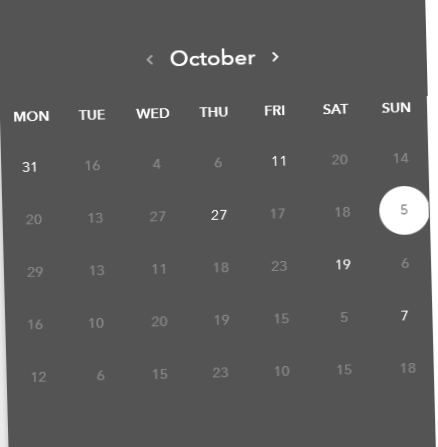 ‹ October ›
MON TUE WED THU FRI SAT SUN
31 16 4 6 11 20 14
20 13 27 27 17 18 5
29 13 11 18 23 19 6
16 10 20 19 15 5 7
12 6 15 23 10 15 18